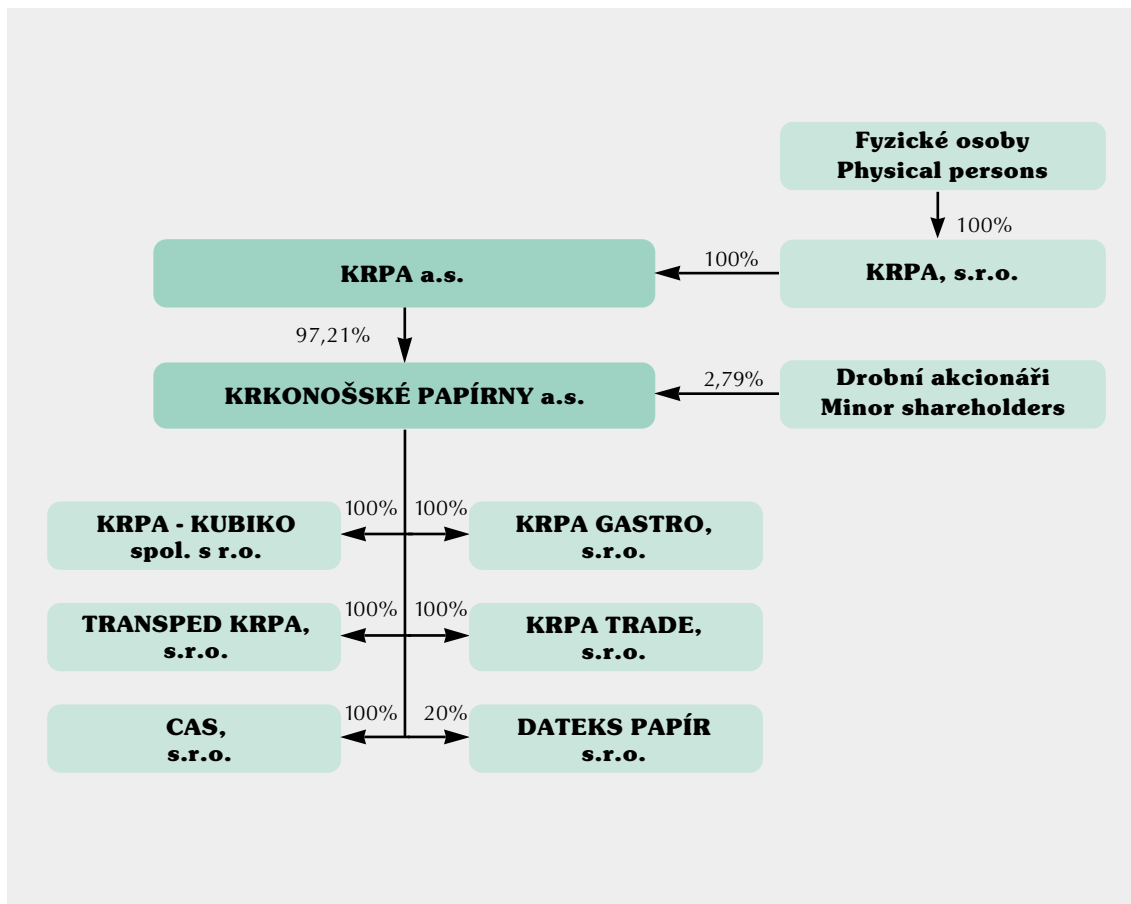 Fyzické osoby
Physical persons
100%
KRPA a.s.
100%
KRPA, s.r.o.
97,21%
KRKONOŠSKÉ PAPÍRNY a.s.
2,79%
Drobní akcionáři
Minor shareholders
KRPA - KUBIKO
spol. s r.o.
100%
100%
KRPA GASTRO,
s.r.o.
TRANSPED KRPA,
s.r.o.
100%
100%
KRPA TRADE,
s.r.o.
CAS,
s.r.o.
100%
20%
DATEKS PAPÍR
s.r.o.